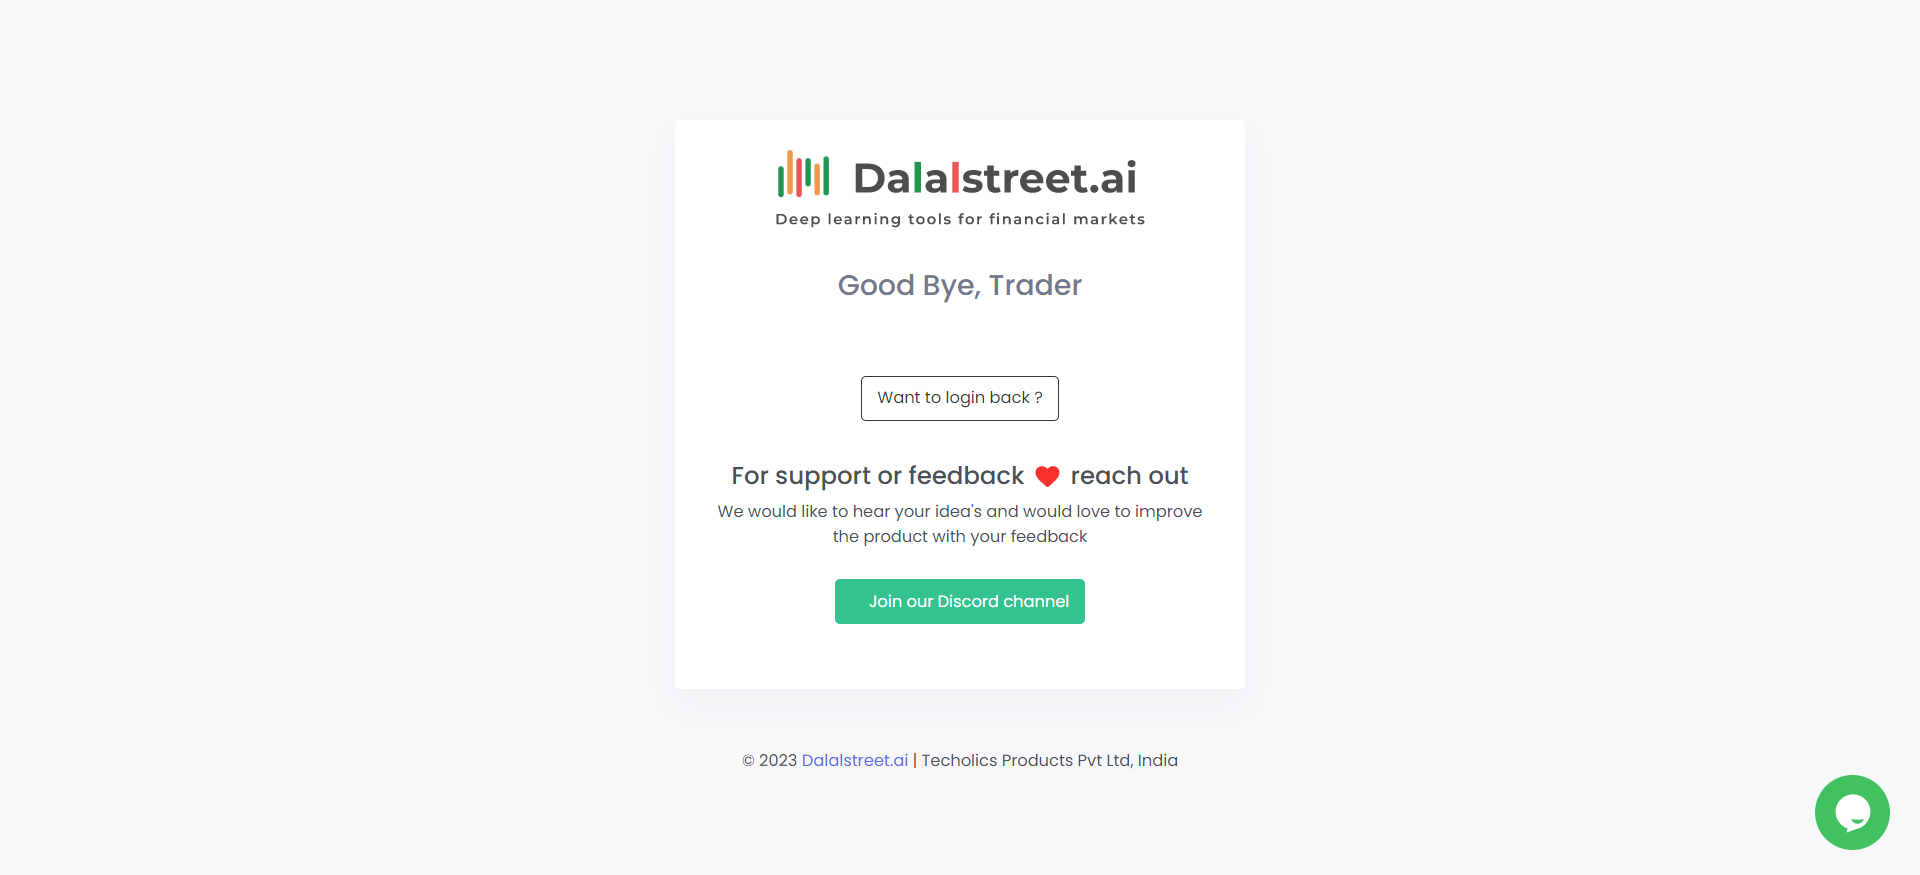 Dalalstreet.ai
Deep learning tools for financial markets
Good Bye, Trader
Want to login back ?
For support or feedback ❤ reach out
We would like to hear your idea's and would love to improve
the product with your feedback
Join our Discord channel
© 2023 Dalalstreet.ai | Techolics Products Pvt Ltd, India